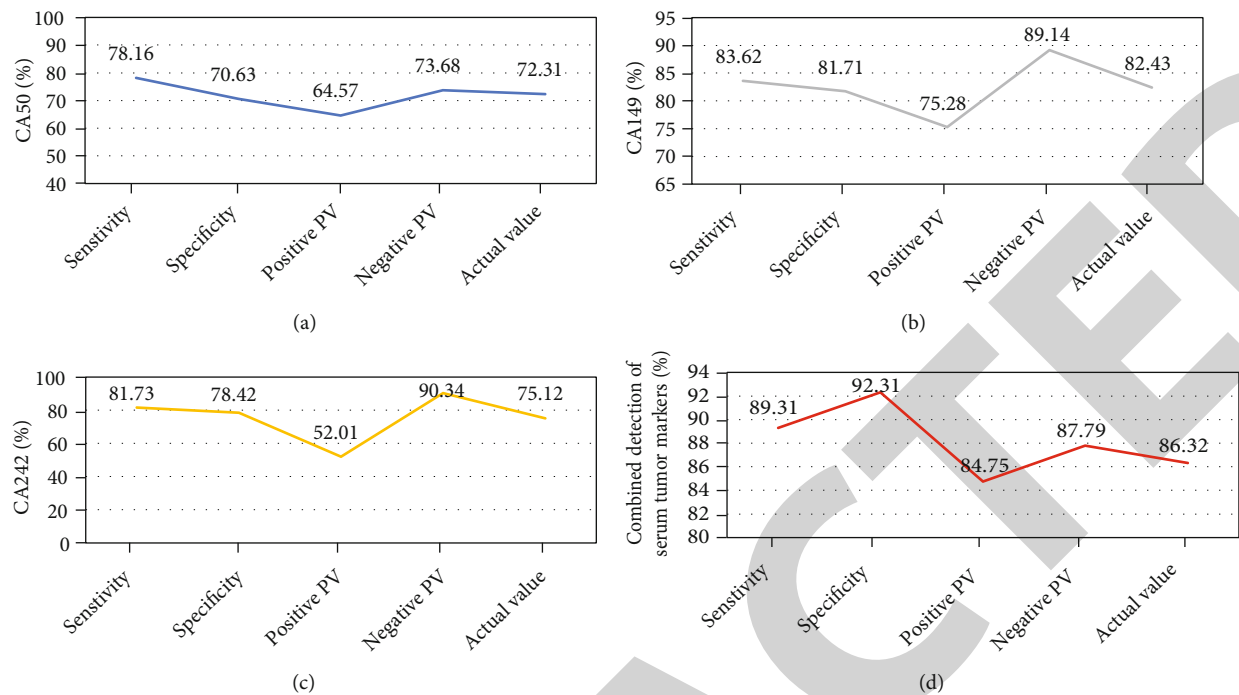 CA50 (%)
100
90
80
70
60
50
40
78.16
70.63
64.57
73.68
72.31
Senstivity
Specificity
Positive PV
Negative PV
Actual value
(a)
CA149 (%)
95
90
85
80
75
70
65
83.62
81.71
75.28
89.14
82.43
Senstivity
Specificity
Positive PV
Negative PV
Actual value
(b)
CA242 (%)
100
80
60
40
20
0
81.73
78.42
52.01
90.34
75.12
Senstivity
Specificity
Positive PV
Negative PV
Actual value
(c)
Combined detection of
serum tumor markers (%)
94
92
90
88
86
84
82
80
89.31
92.31
84.75
87.79
86.32
Senstivity
Specificity
Positive PV
Negative PV
Actual value
(d)